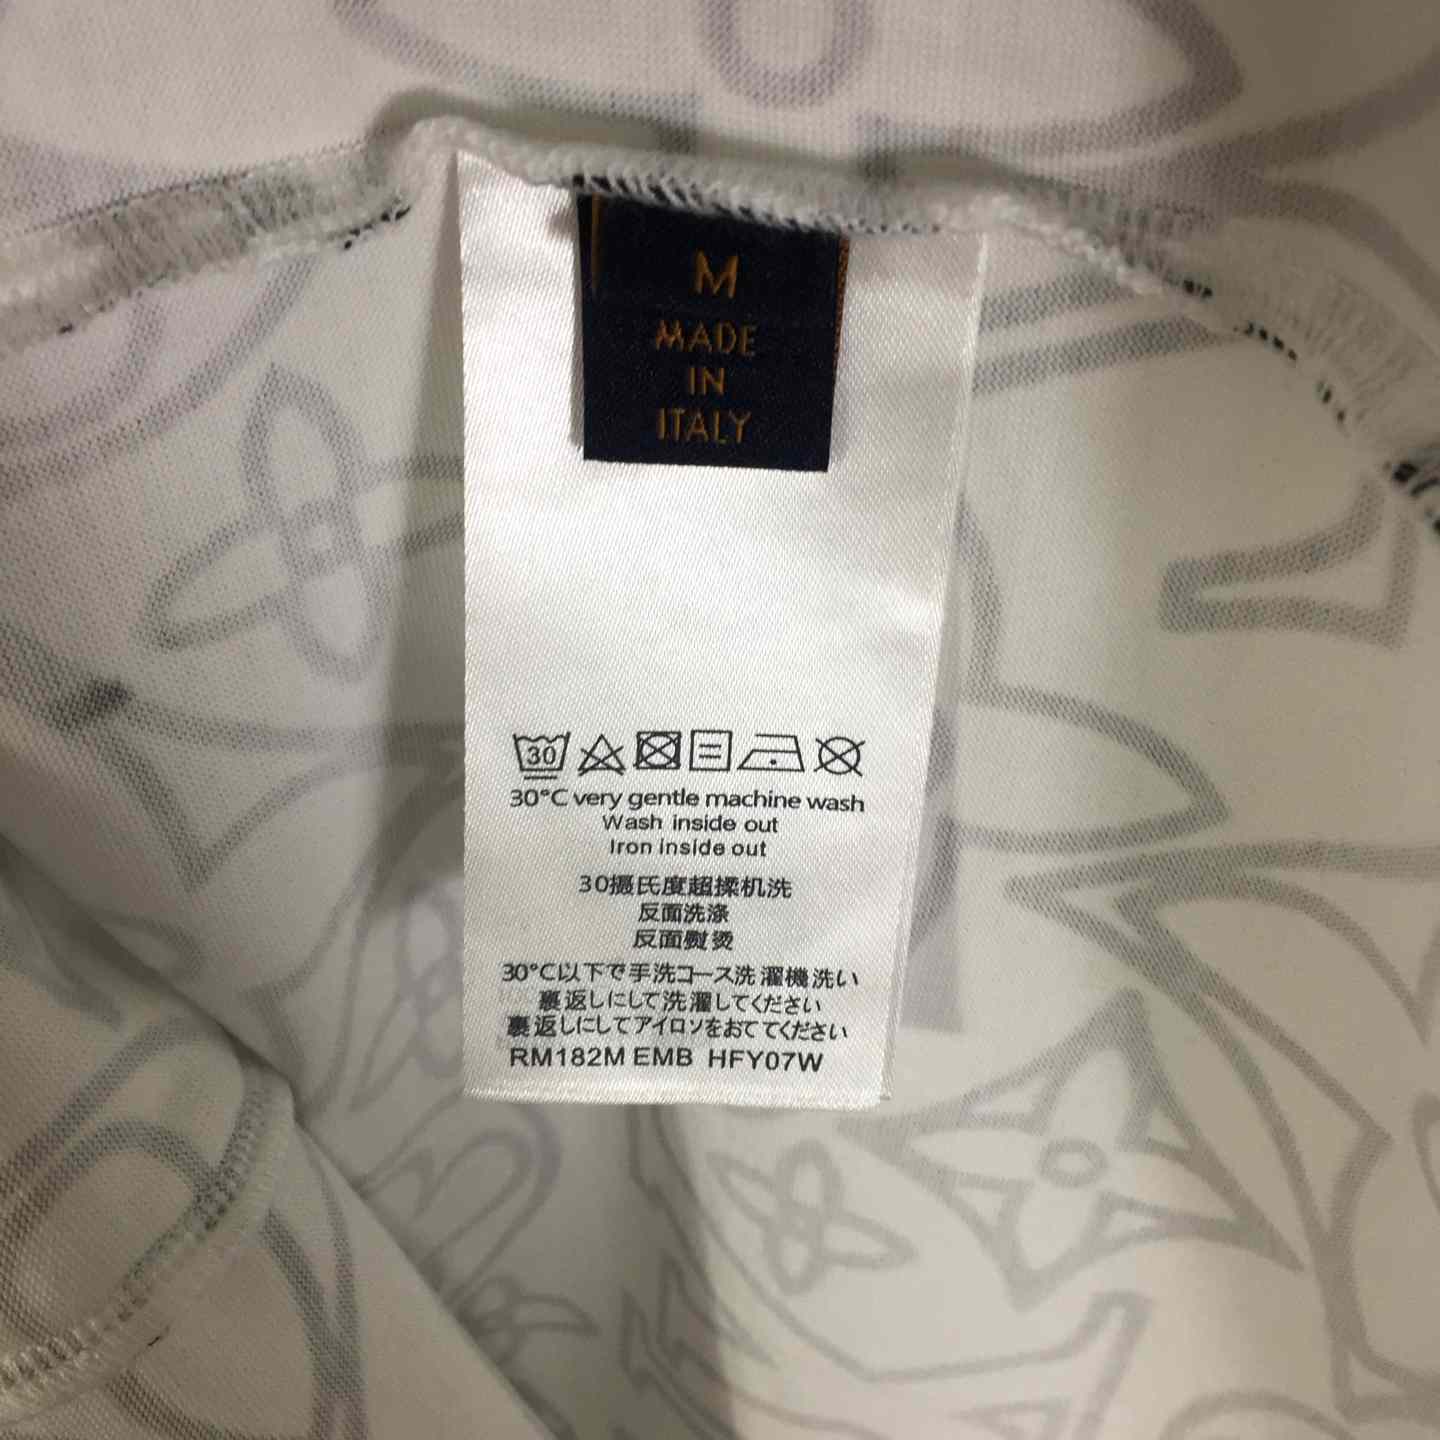 M
MADE
IN
ITALY
30
30°C very gentle machine wash
Wash inside out
Iron inside out
30摄氏度超揉机洗
反面洗涤
反面熨烫
30°C以下で手洗コース洗濯機洗い
裏返しにして洗濯してください
裏返しにしてアイロンをおててください
RM182M EMB HFY07W